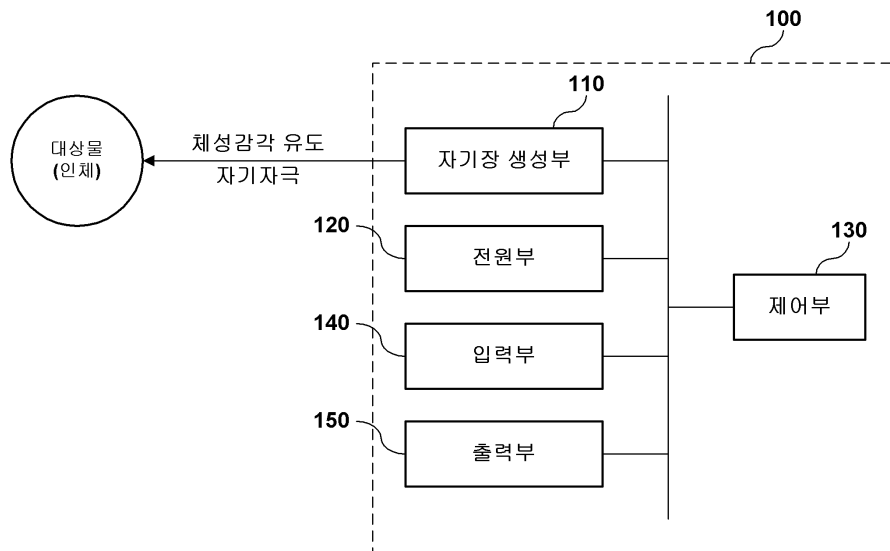 100
110
대상물
(인체)
체성감각 유도
자기자극
자기장 생성부
120
전원부
130
제어부
140
입력부
150
출력부